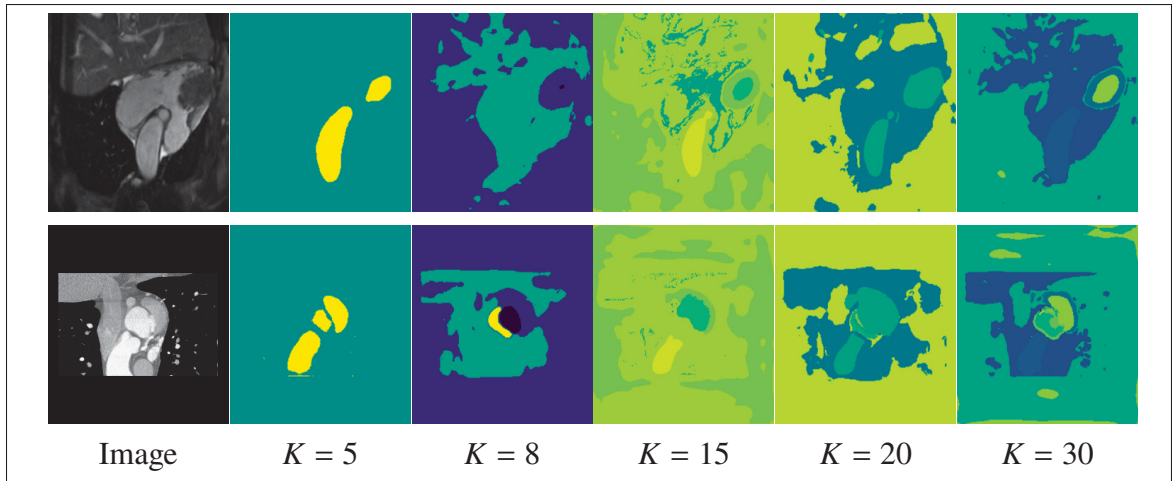 Image K = 5 K = 8 K = 15 K = 20 K = 30